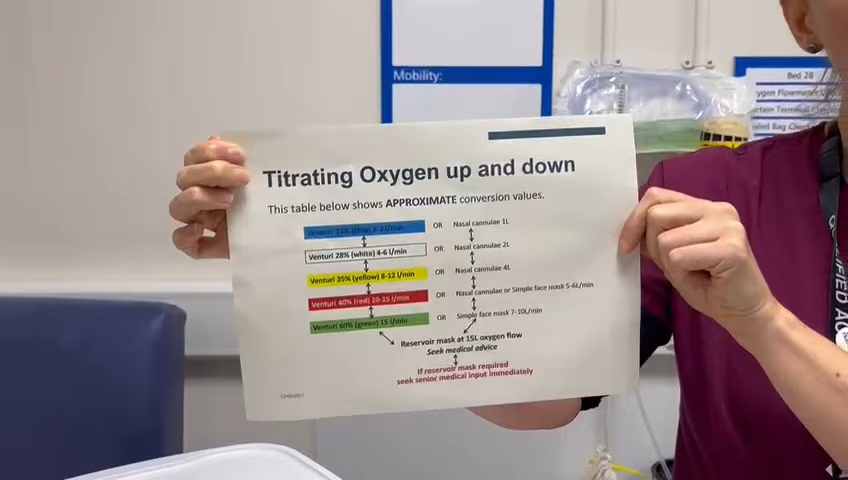 Mobility:
Bed 28
Titrating Oxygen up and down
This table below shows APPROXIMATE conversion values.
Venturi 24% (blue) 2-4 l/min OR Nasal cannulae 1L
Venturi 28% (white) 4-6 l/min OR Nasal cannulae 2L
Venturi 35% (yellow) 8-12 l/min OR Nasal cannulae 4L
Venturi 40% (red) 10-15 l/min OR Nasal cannulae or Simple face mask 5-6L/min
Venturi 60% (green) 15 l/min OR Simple face mask 7-10L/min
Reservoir mask at 15L oxygen flow
Seek medical advice
If reservoir mask required
seek senior medical input immediately